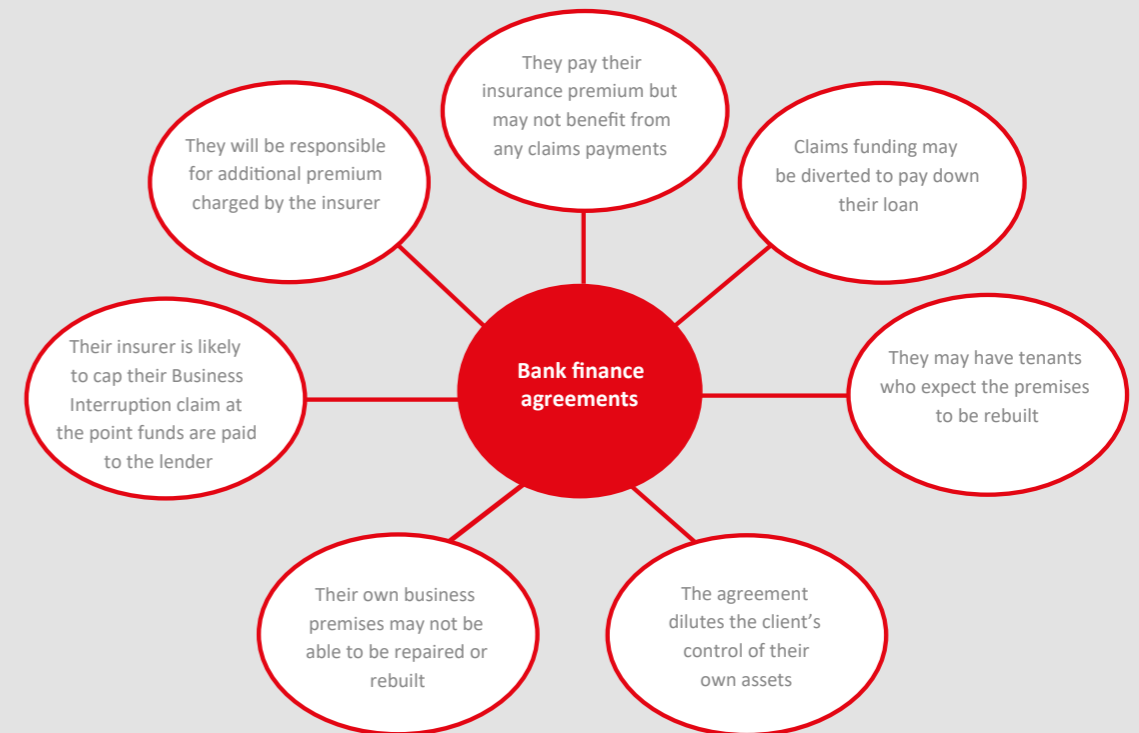 They pay their
insurance premium but
may not benefit from
any claims payments
Claims funding may
be diverted to pay down
their loan
They may have tenants
who expect the premises
to be rebuilt
The agreement
dilutes the client’s
control of their
own assets
Their own business
premises may not be
able to be repaired or
rebuilt
Their insurer is likely
to cap their Business
Interruption claim at
the point funds are paid
to the lender
They will be responsible
for additional premium
charged by the insurer
Bank finance
agreements